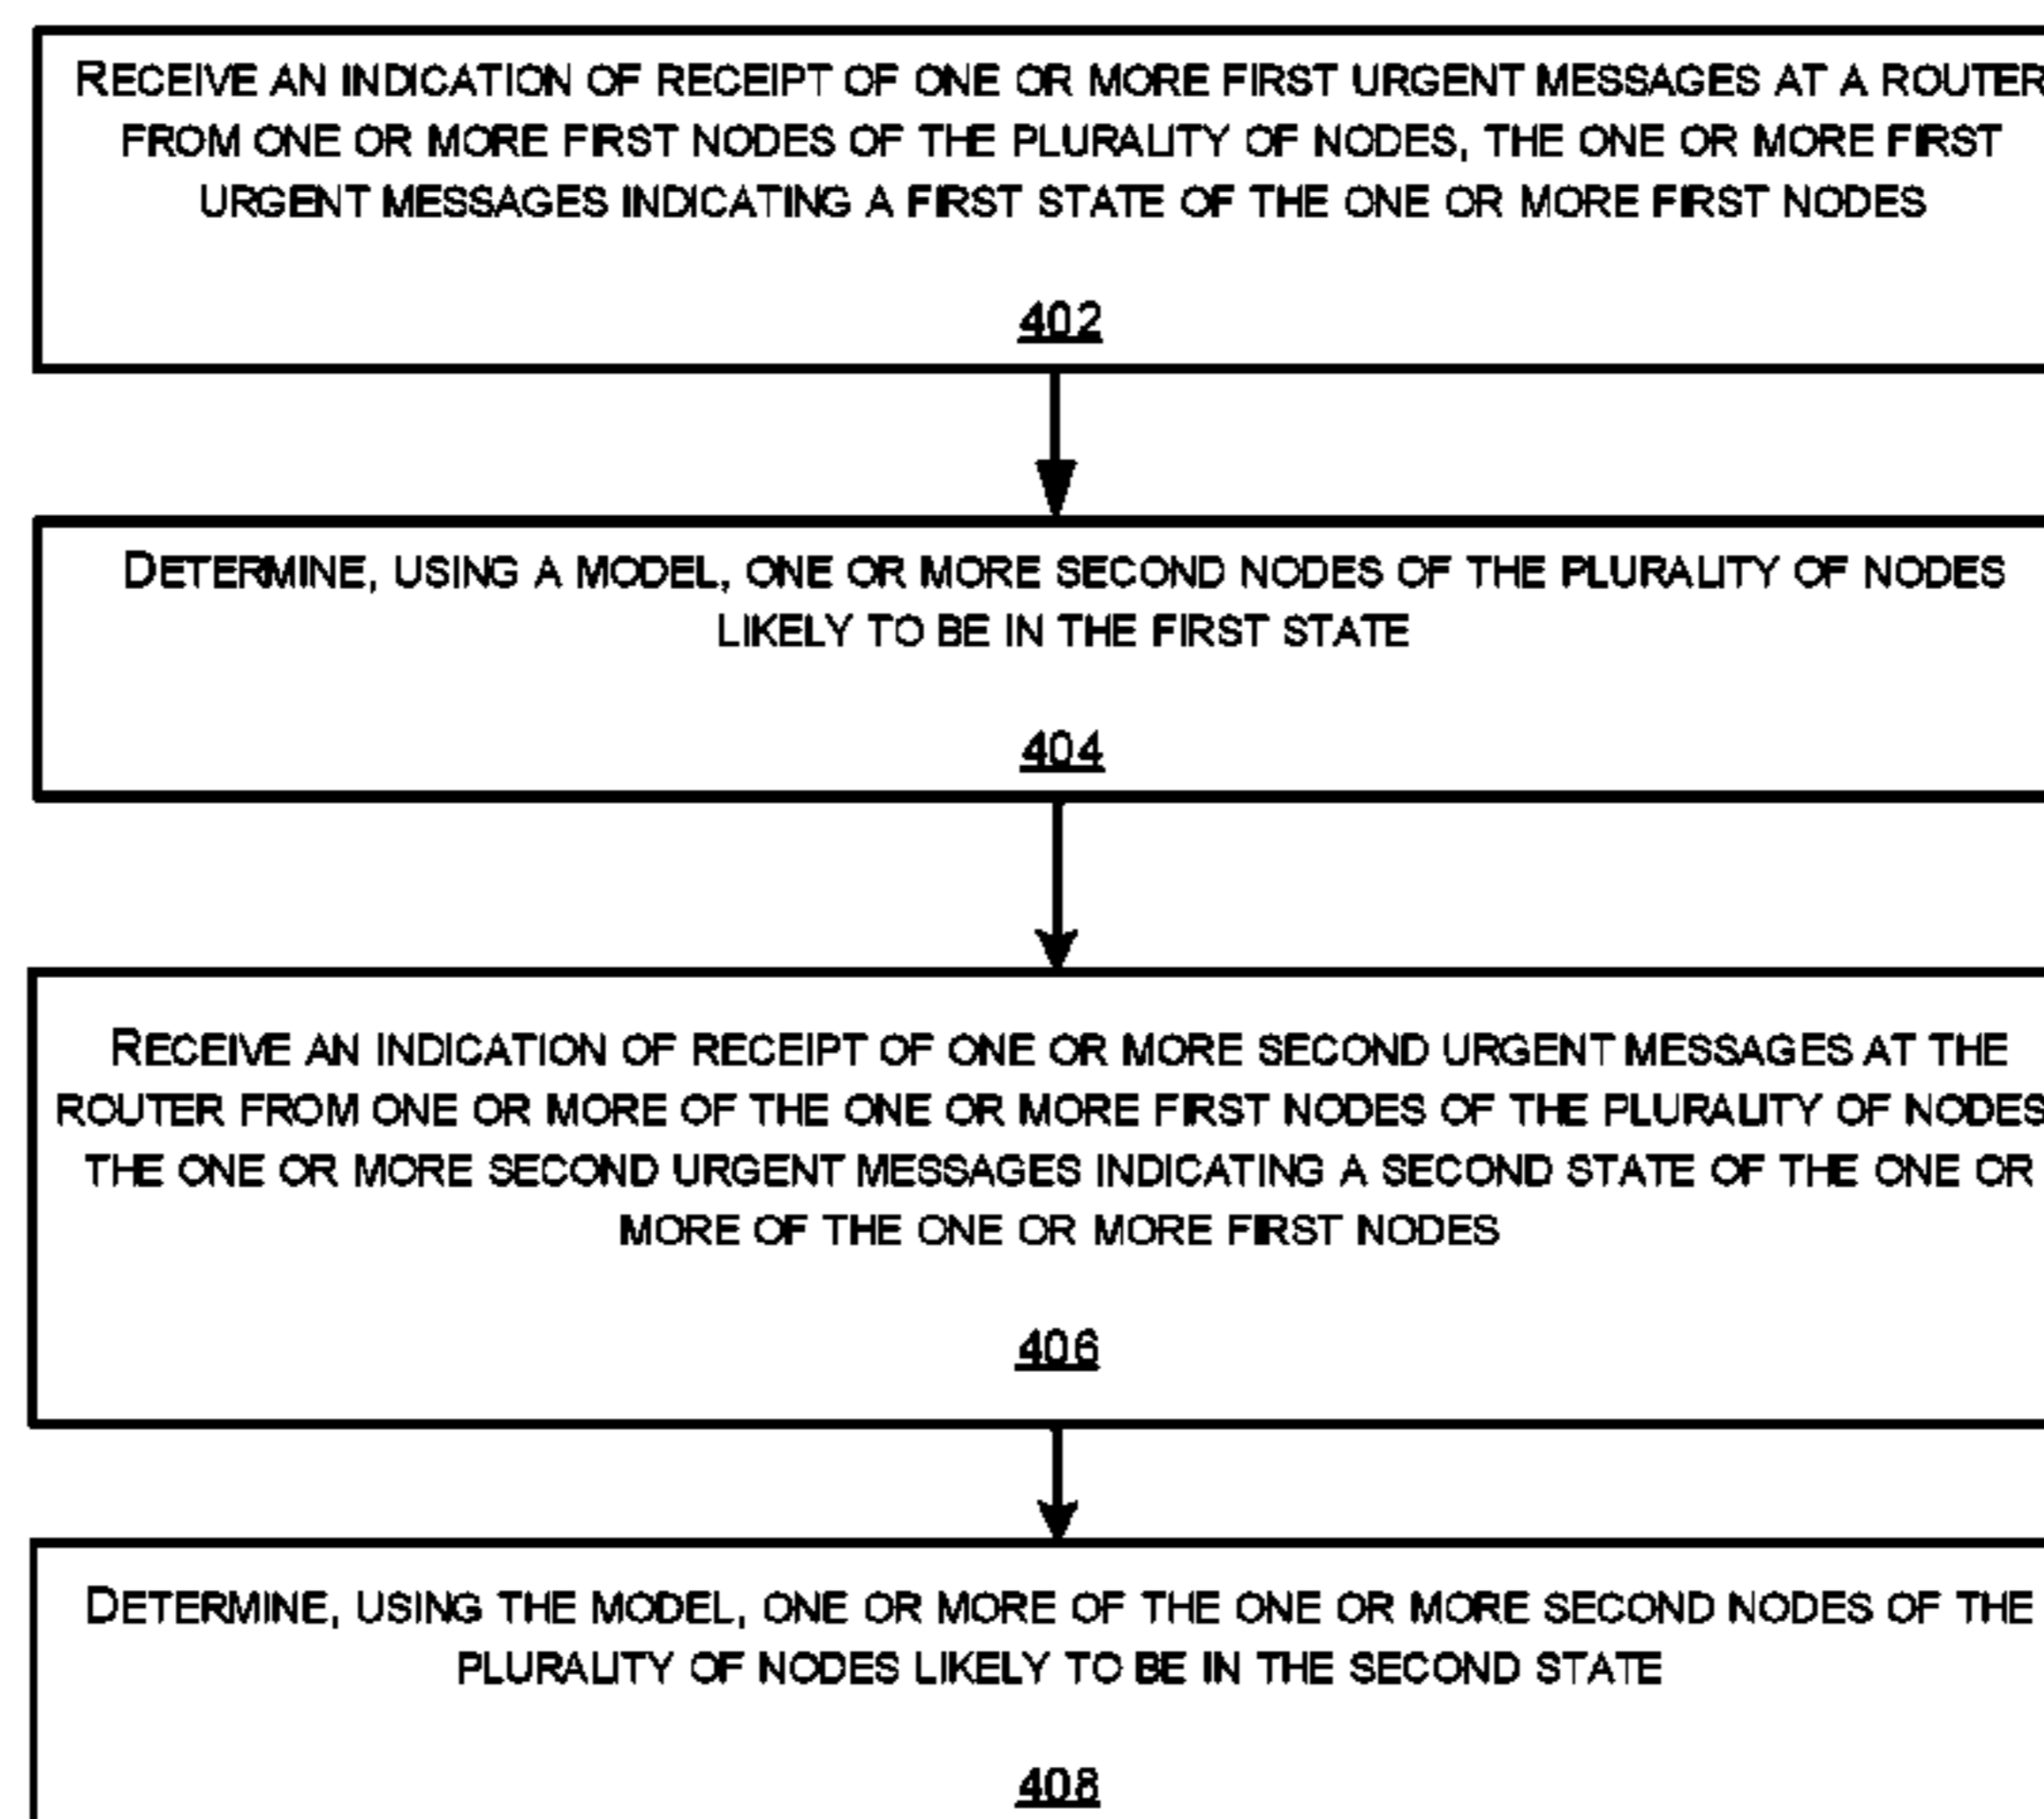 RECEIVE AN INDICATION OF RECEIPT OF ONE OR MORE FIRST URGENT MESSAGES AT A ROUTER
FROM ONE OR MORE FIRST NODES OF THE PLURALITY OF NODES, THE ONE OR MORE FIRST
URGENT MESSAGES INDICATING A FIRST STATE OF THE ONE OR MORE FIRST NODES
402
DETERMINE, USING A MODEL, ONE OR MORE SECOND NODES OF THE PLURALITY OF NODES
LIKELY TO BE IN THE FIRST STATE
404
RECEIVE AN INDICATION OF RECEIPT OF ONE OR MORE SECOND URGENT MESSAGES AT THE
ROUTER FROM ONE OR MORE OF THE ONE OR MORE FIRST NODES OF THE PLURALITY OF NODES
THE ONE OR MORE SECOND URGENT MESSAGES INDICATING A SECOND STATE OF THE ONE OR
MORE OF THE ONE OR MORE FIRST NODES
406
DETERMINE, USING THE MODEL, ONE OR MORE OF THE ONE OR MORE SECOND NODES OF THE
PLURALITY OF NODES LIKELY TO BE IN THE SECOND STATE
408